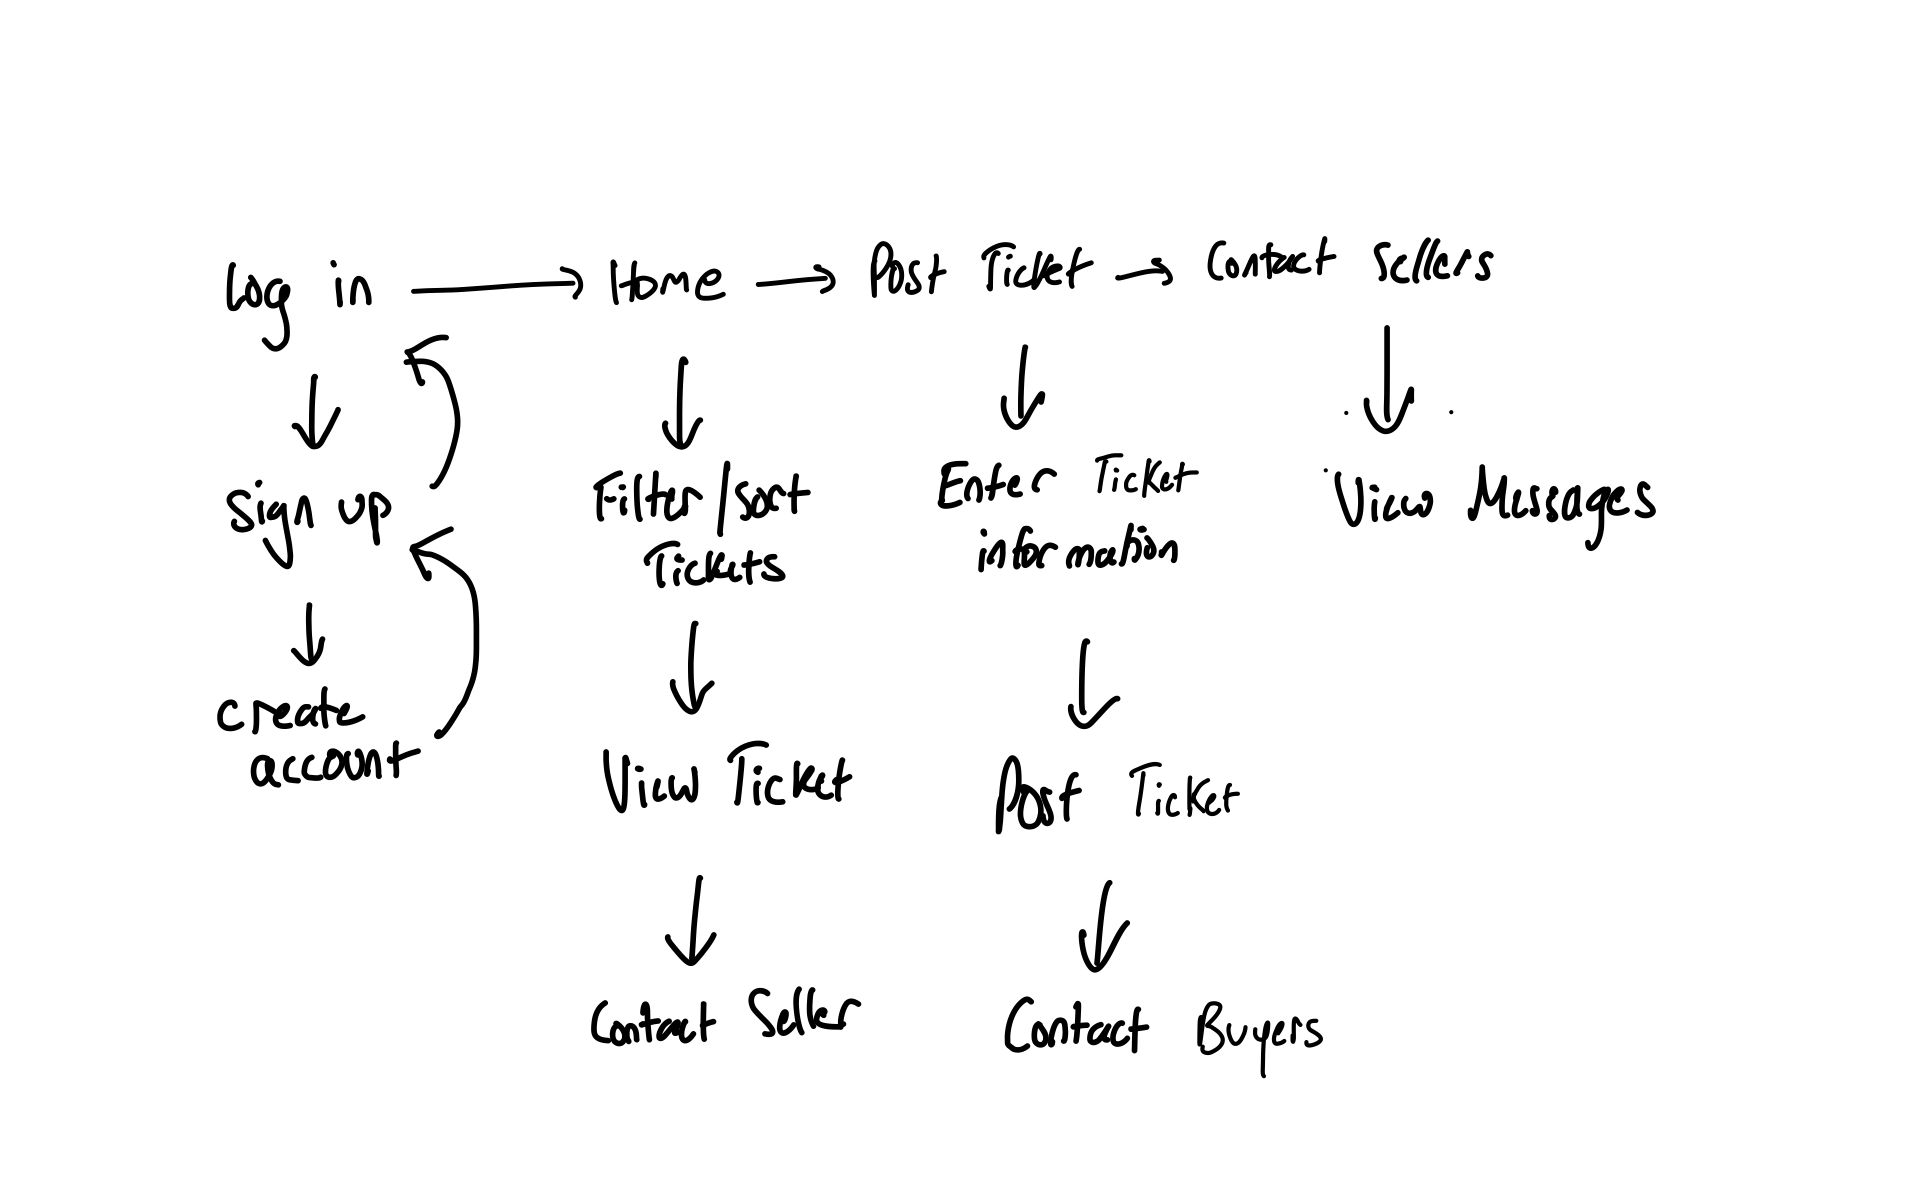 Log in
Home
Post Ticket
Contact Sellers
Sign up
Filter/sort
Tickets
Enter Ticket
information
View Messages
create
account
View Ticket
Post Ticket
Contact Seller
Contact Buyers